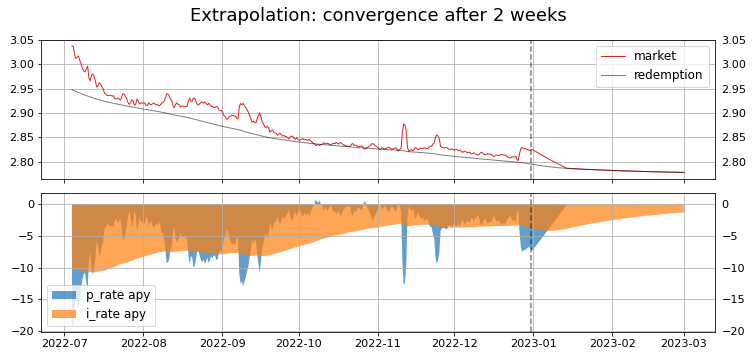 Extrapolation: convergence after 2 weeks
3.05 3.05
3.00 3.00
2.95 2.95
2.90 2.90
2.85 2.85
2.80 2.80
market
redemption
0 0
−5 −5
−10 −10
−15 −15
−20 −20
p_rate apy
i_rate apy
2022-07 2022-08 2022-09 2022-10 2022-11 2022-12 2023-01 2023-02 2023-03